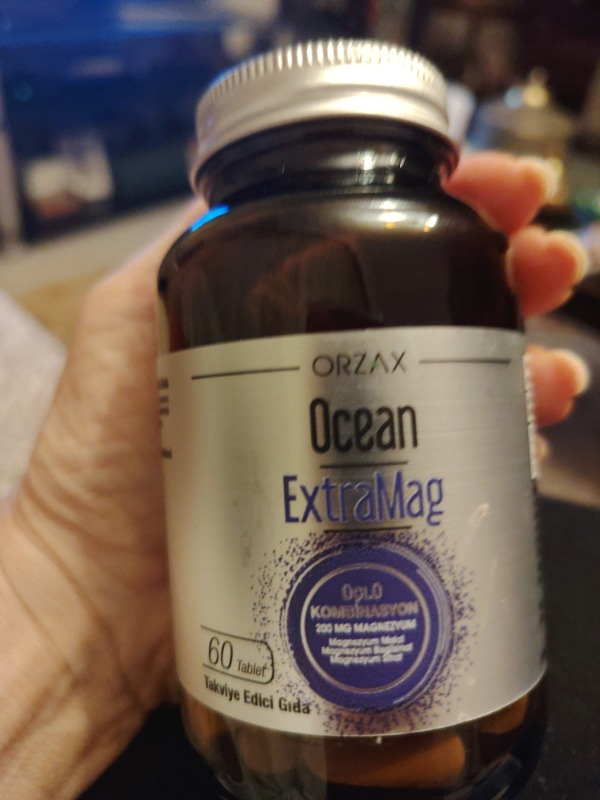 ORZAX
Ocean
ExtraMag
ÜÇLÜ
KOMBİNASYON
200 MG MAGNEZYUM
Magnezyum Malat
Magnezyum Bisglisinat
Magnezyum Sitrat
60 Tablet
Takviye Edici Gıda